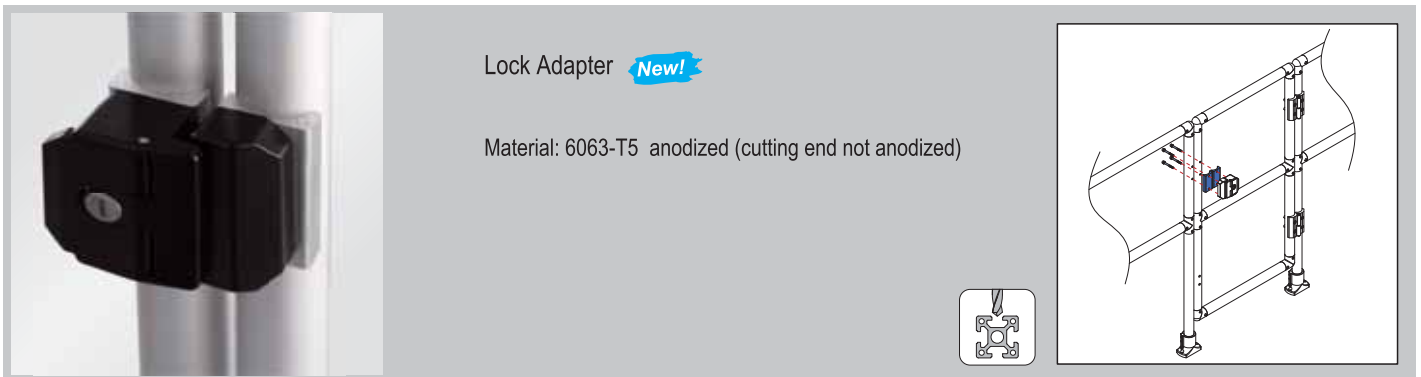 Lock Adapter New!
Material: 6063-T5 anodized (cutting end not anodized)